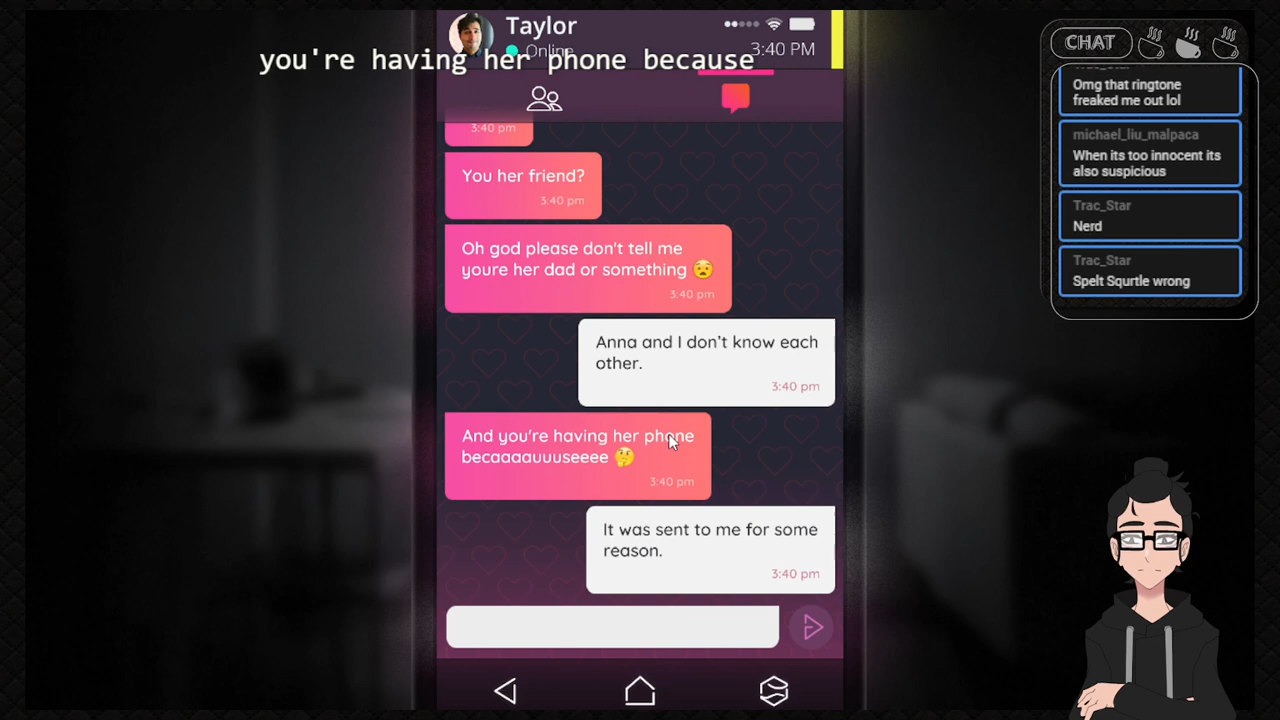 Taylor
Online
3:40 PM
you're having her phone because
3:40 pm
You her friend?
3:40 pm
Oh god please don't tell me
youre her dad or something 😧
3:40 pm
Anna and I don't know each
other.
3:40 pm
And you're having her phone
becaaaauuuseeee 🤔
3:40 pm
It was sent to me for some
reason.
3:40 pm
CHAT
Omg that ringtone
freaked me out lol
michael_liu_malpaca
When its too innocent its
also suspicious
Trac_Star
Nerd
Trac_Star
Spelt Squrtle wrong